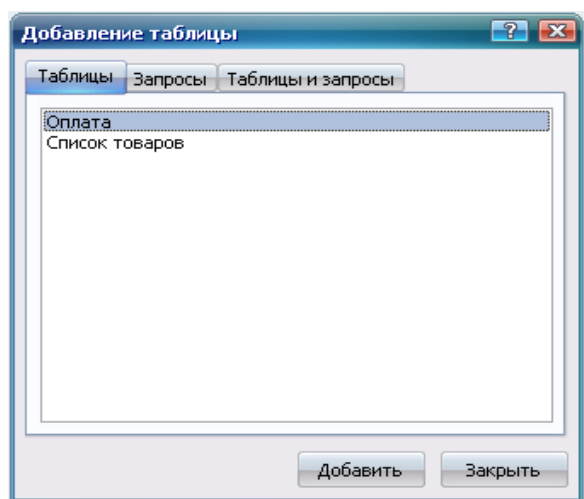 Добавление таблицы
Таблицы Запросы Таблицы и запросы
Оплата
Список товаров
Добавить Закрыть